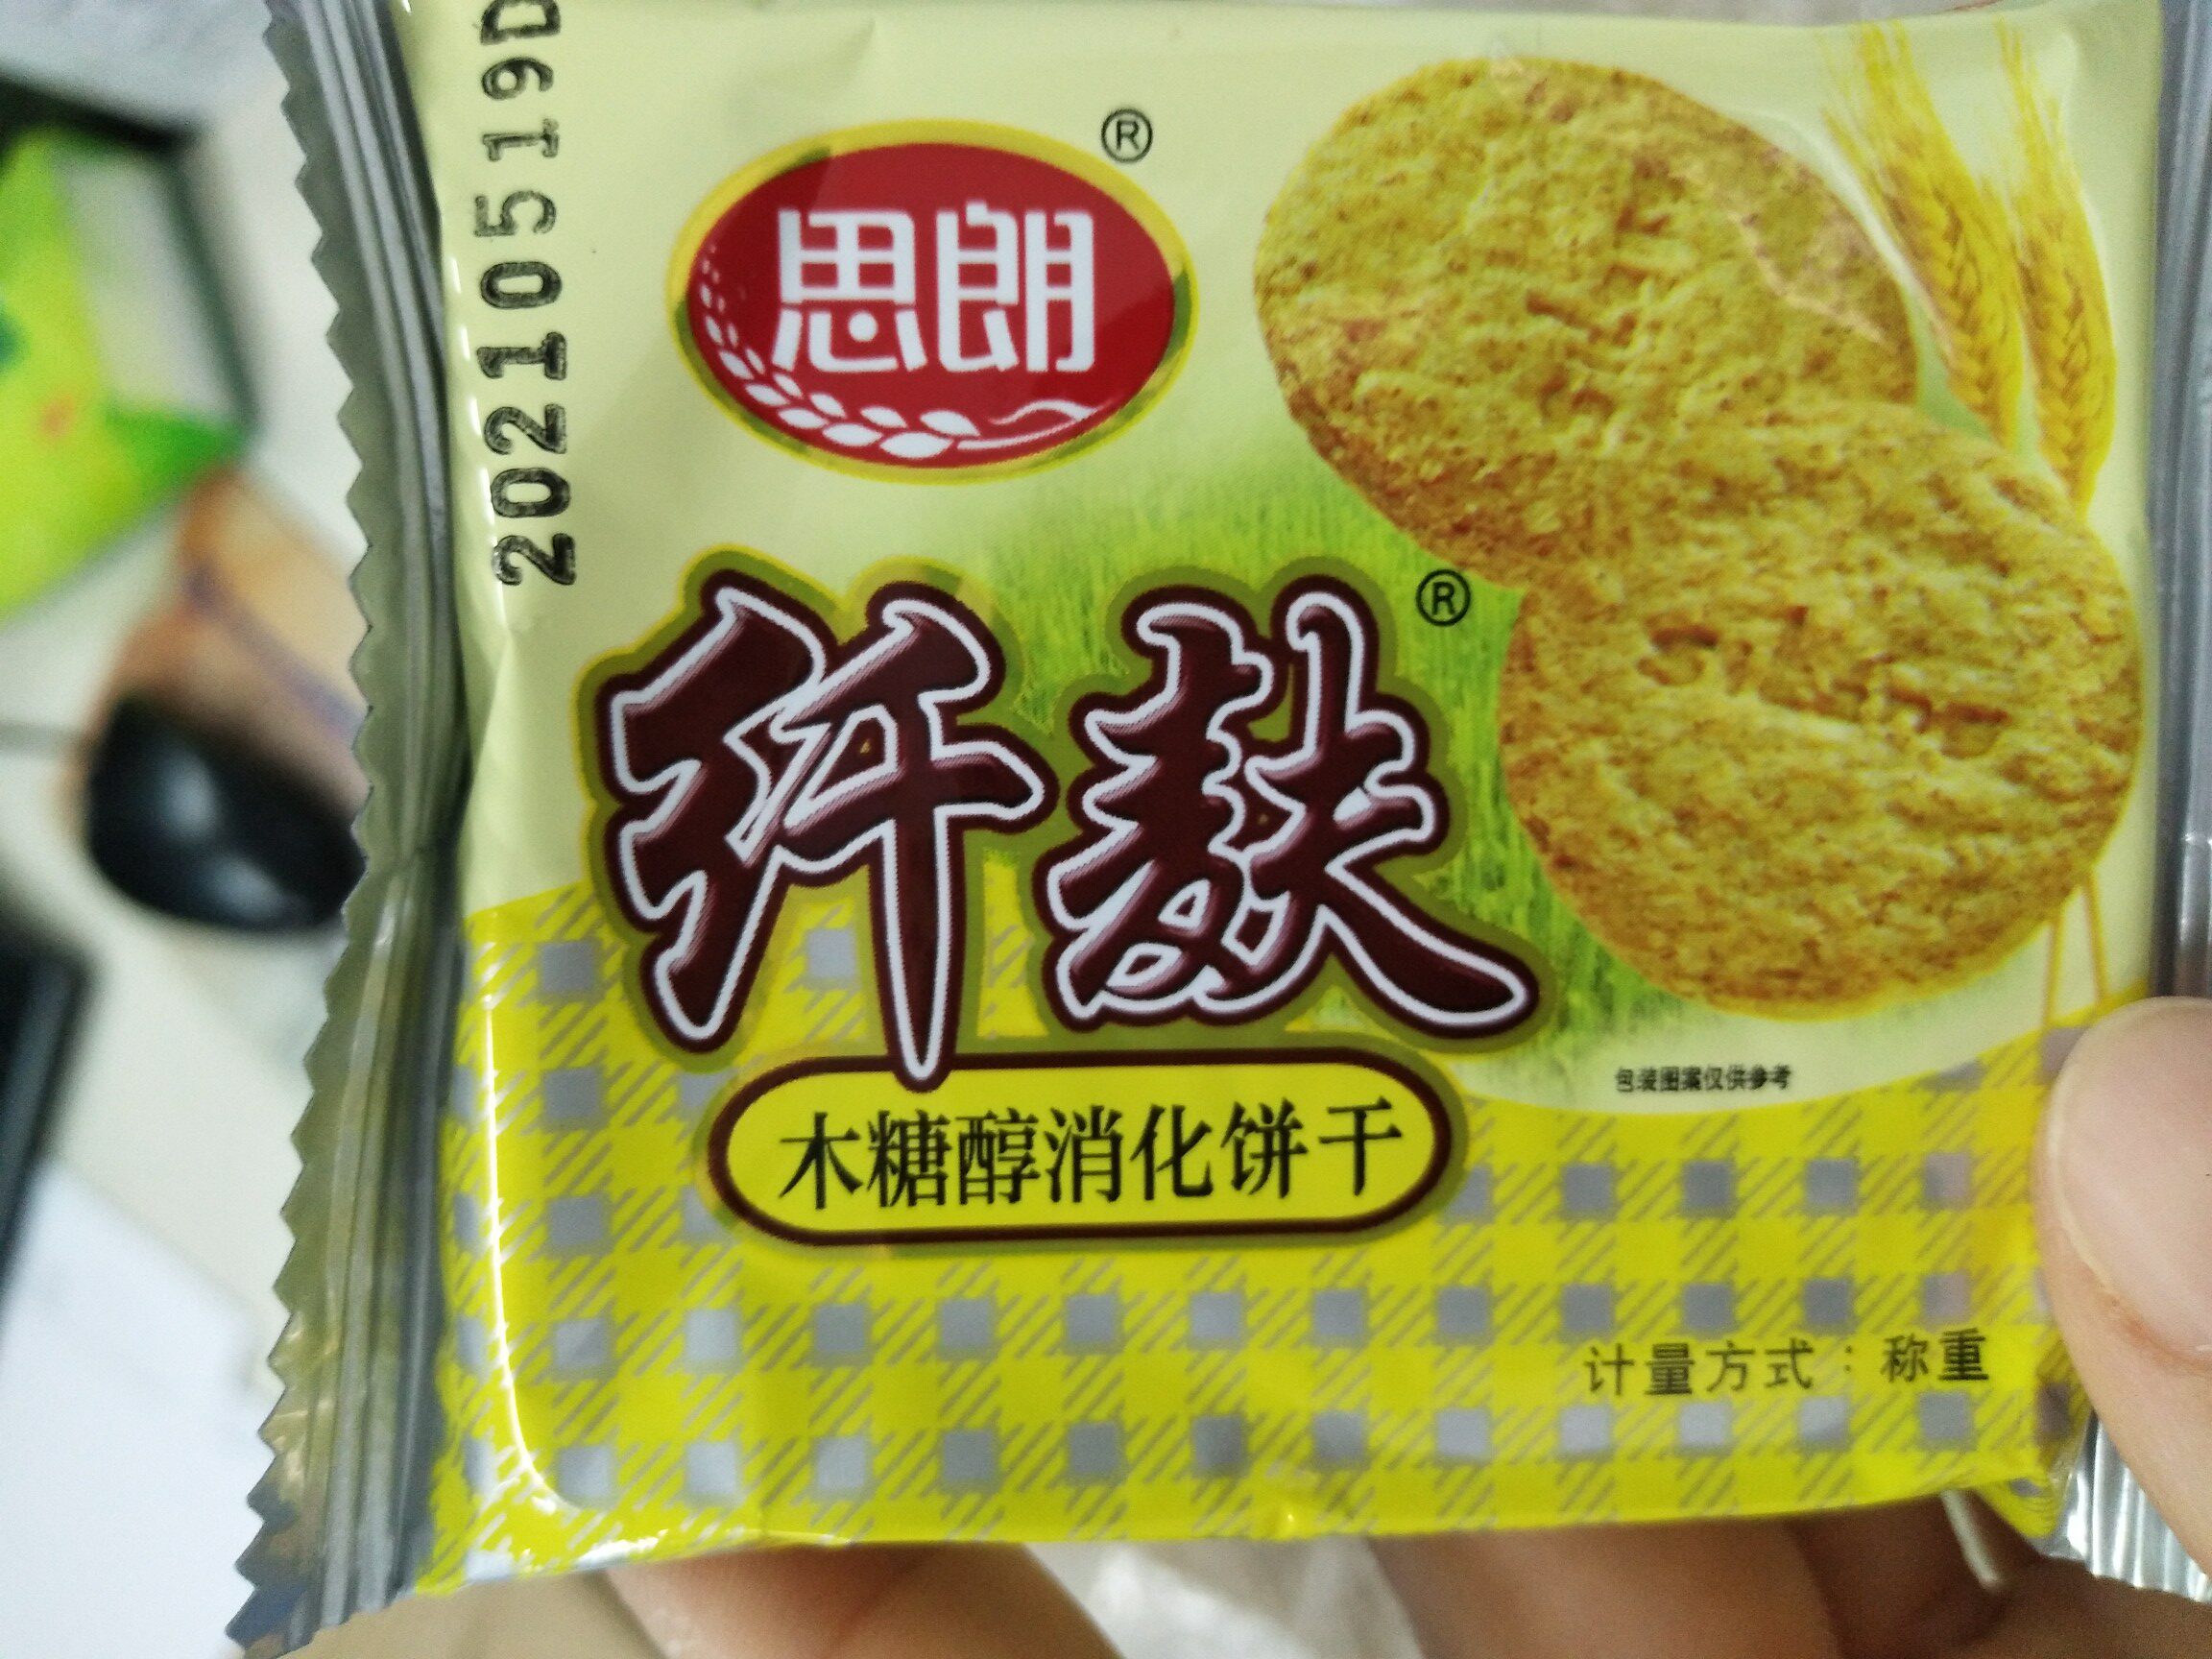 20210519D
思朗®
纤麸®
木糖醇消化饼干
包装图案仅供参考
计量方式：称重